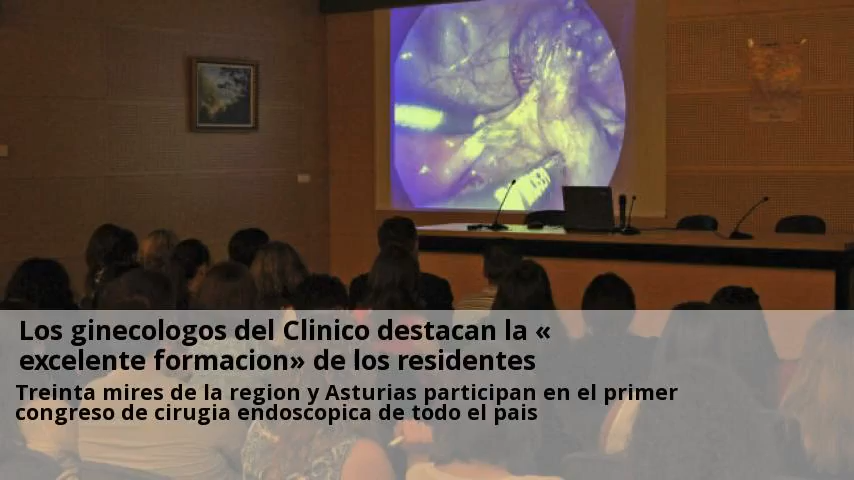 Los ginecologos del Clinico destacan la «
excelente formacion» de los residentes
Treinta mires de la region y Asturias participan en el primer
congreso de cirugia endoscopica de todo el pais